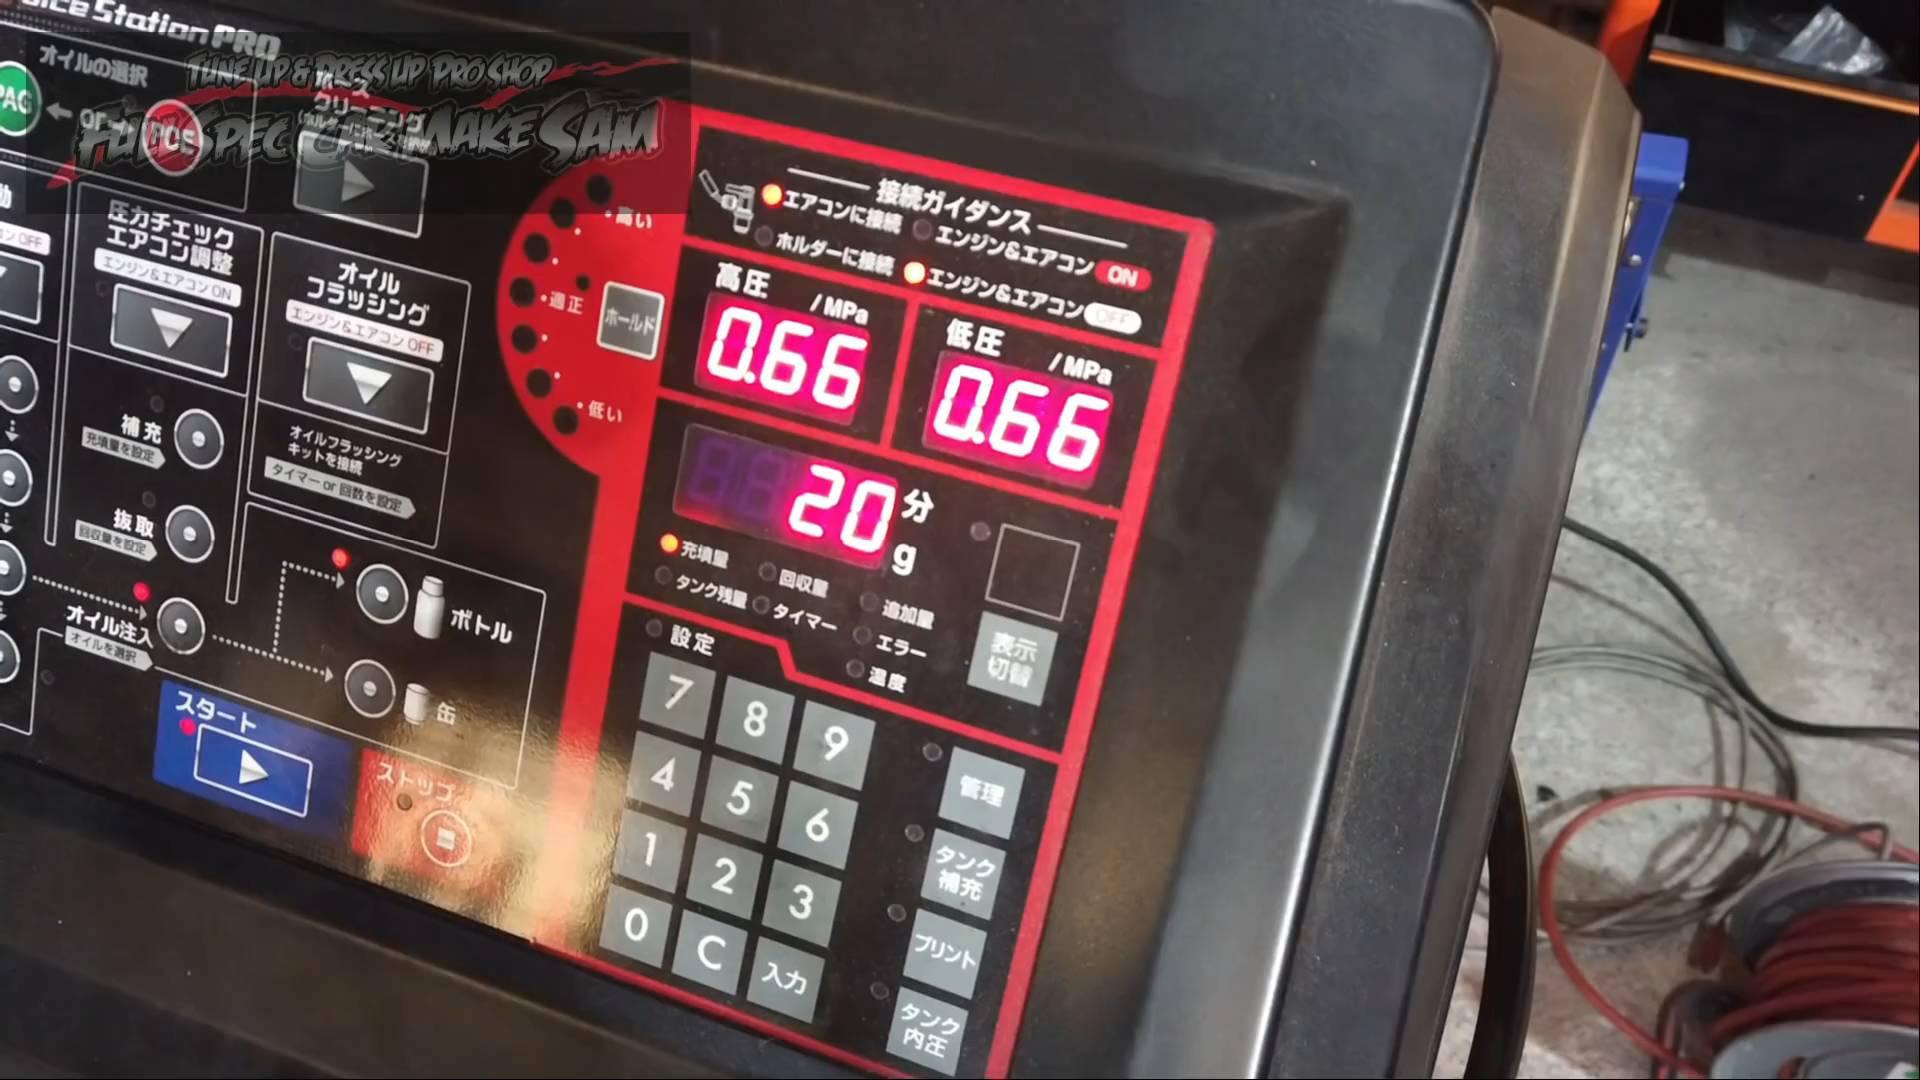 Station PRO
TUNE UP & DRESS UP PRO SHOP
FULL SPEC CAR MAKE SAM
オイルの選択
PAG
or
POE
クリーニング
圧力チェック
エアコン調整
エンジン&エアコン ON
オイル
フラッシング
エンジン&エアコン OFF
オイルフラッシング
キットを接続
タイマー or 回数を設定
補充
充填量を設定
抜取
回収量を設定
オイル注入
オイルを選択
ボトル
缶
スタート
ストップ
高い
適正
低い
ホールド
接続ガイダンス
エアコンに接続
エンジン&エアコン ON
ホルダーに接続
エンジン&エアコン OFF
高圧 /MPa
0.66
低圧 /MPa
0.66
20 分
g
充填量
回収量
追加量
タンク残量
タイマー
エラー
温度
表示
切替
設定
7 8 9
4 5 6
1 2 3
0 C 入力
管理
タンク
補充
プリント
タンク
内圧